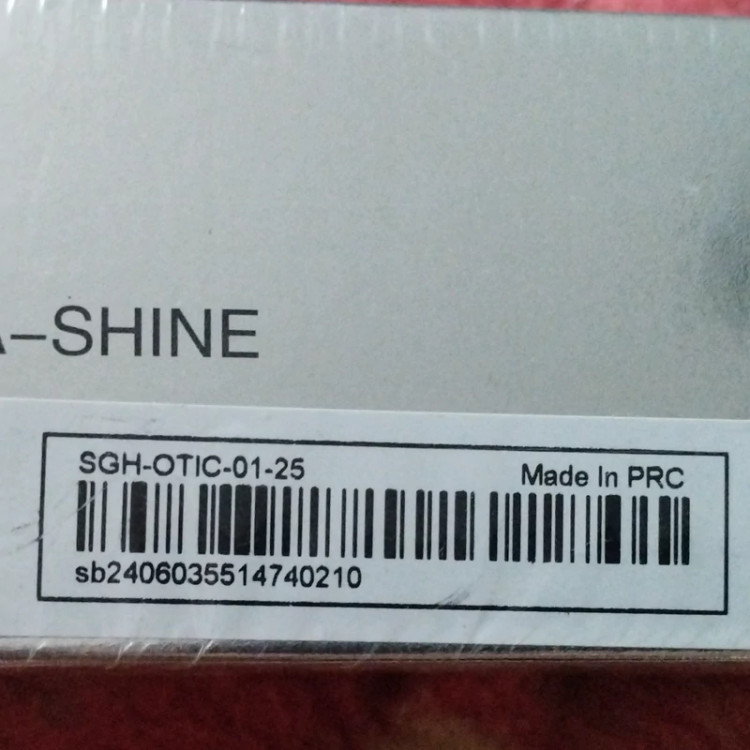 -SHINE
SGH-OTIC-01-25
Made In PRC
sb2406035514740210